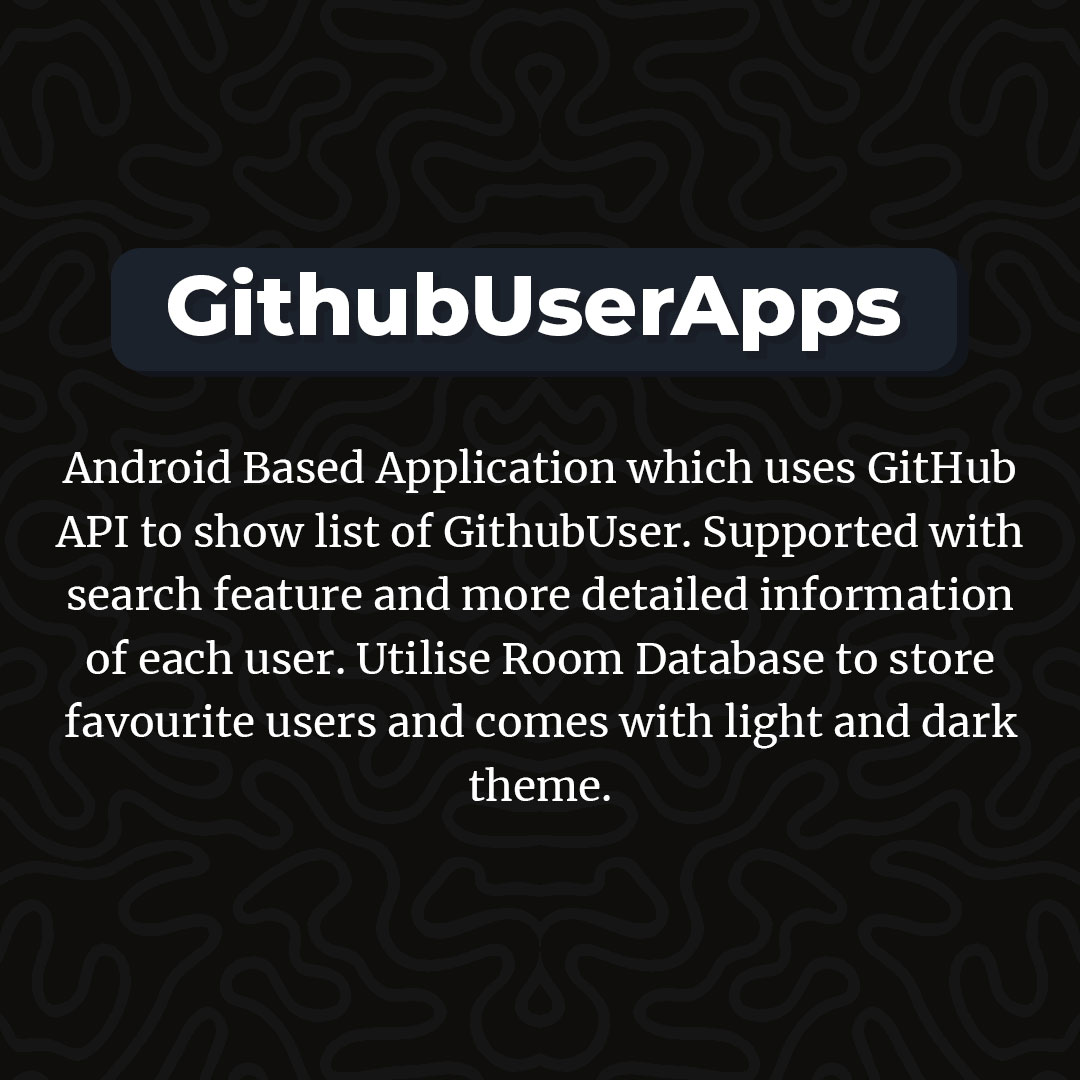 GithubUserApps
Android Based Application which uses GitHub
API to show list of GithubUser. Supported with
search feature and more detailed information
of each user. Utilise Room Database to store
favourite users and comes with light and dark
theme.